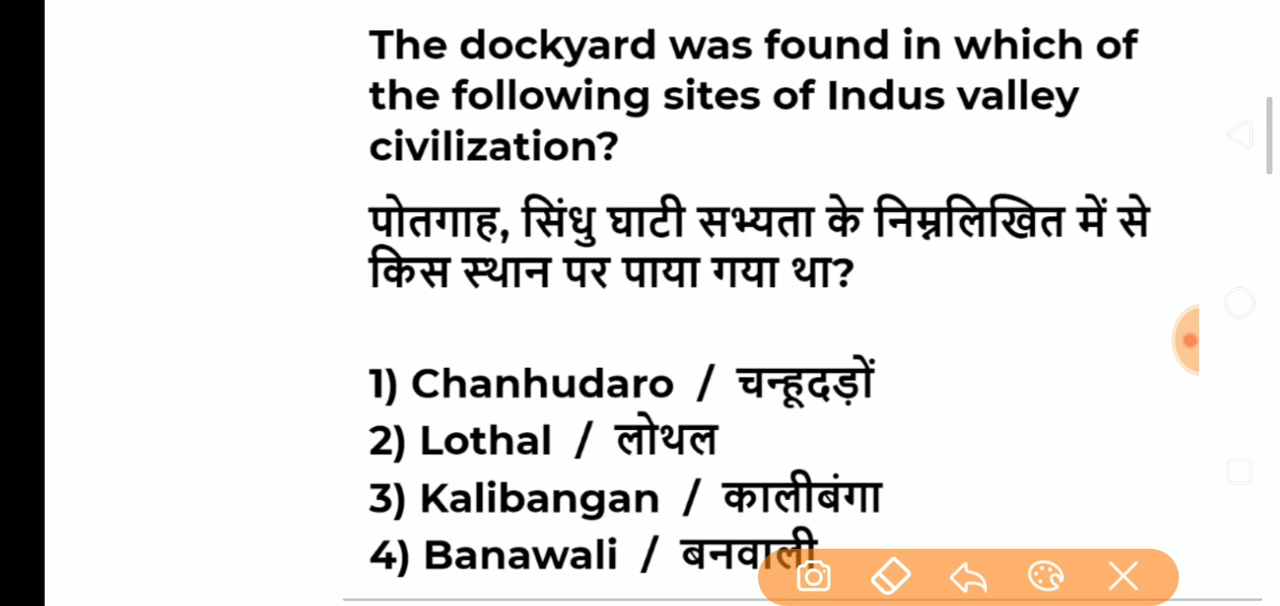 The dockyard was found in which of
the following sites of Indus valley
civilization?
पोतगाह, सिंधु घाटी सभ्यता के निम्नलिखित में से
किस स्थान पर पाया गया था?
1) Chanhudaro / चन्हूदड़ों
2) Lothal / लोथल
3) Kalibangan / कालीबंगा
4) Banawali / बनवाली